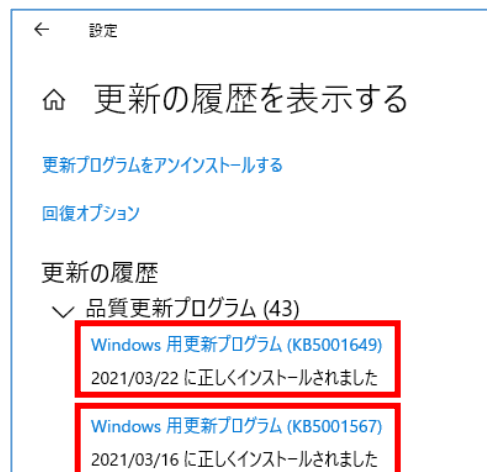 設定
更新の履歴を表示する
更新プログラムをアンインストールする
回復オプション
更新の履歴
品質更新プログラム (43)
Windows 用更新プログラム (KB5001649)
2021/03/22 に正しくインストールされました
Windows 用更新プログラム (KB5001567)
2021/03/16 に正しくインストールされました